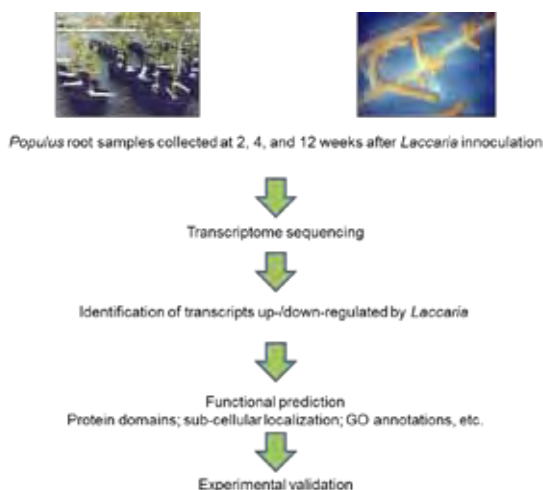 Populus root samples collected at 2, 4, and 12 weeks after Laccaria innoculation
Transcriptome sequencing
Identification of transcripts up-/down-regulated by Laccaria
Functional prediction
Protein domains; sub-cellular localization; GO annotations, etc.
Experimental validation